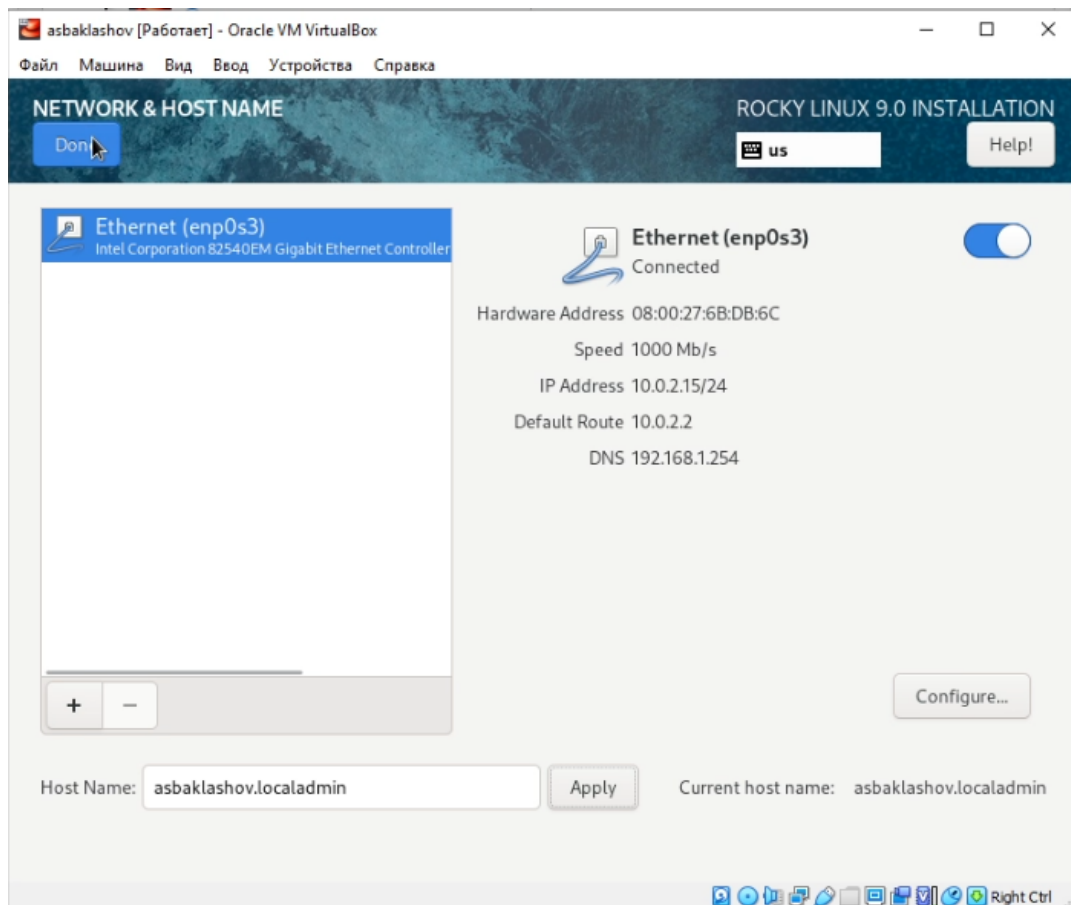 asbaklashov [Работает] - Oracle VM VirtualBox
Файл Машина Вид Ввод Устройства Справка
NETWORK & HOST NAME
ROCKY LINUX 9.0 INSTALLATION
us
Help!
Ethernet (enp0s3)
Intel Corporation 82540EM Gigabit Ethernet Controller
Ethernet (enp0s3)
Connected
Hardware Address 08:00:27:6B:DB:6C
Speed 1000 Mb/s
IP Address 10.0.2.15/24
Default Route 10.0.2.2
DNS 192.168.1.254
+ −
Configure...
Host Name: asbaklashov.localadmin Apply Current host name: asbaklashov.localadmin
Right Ctrl